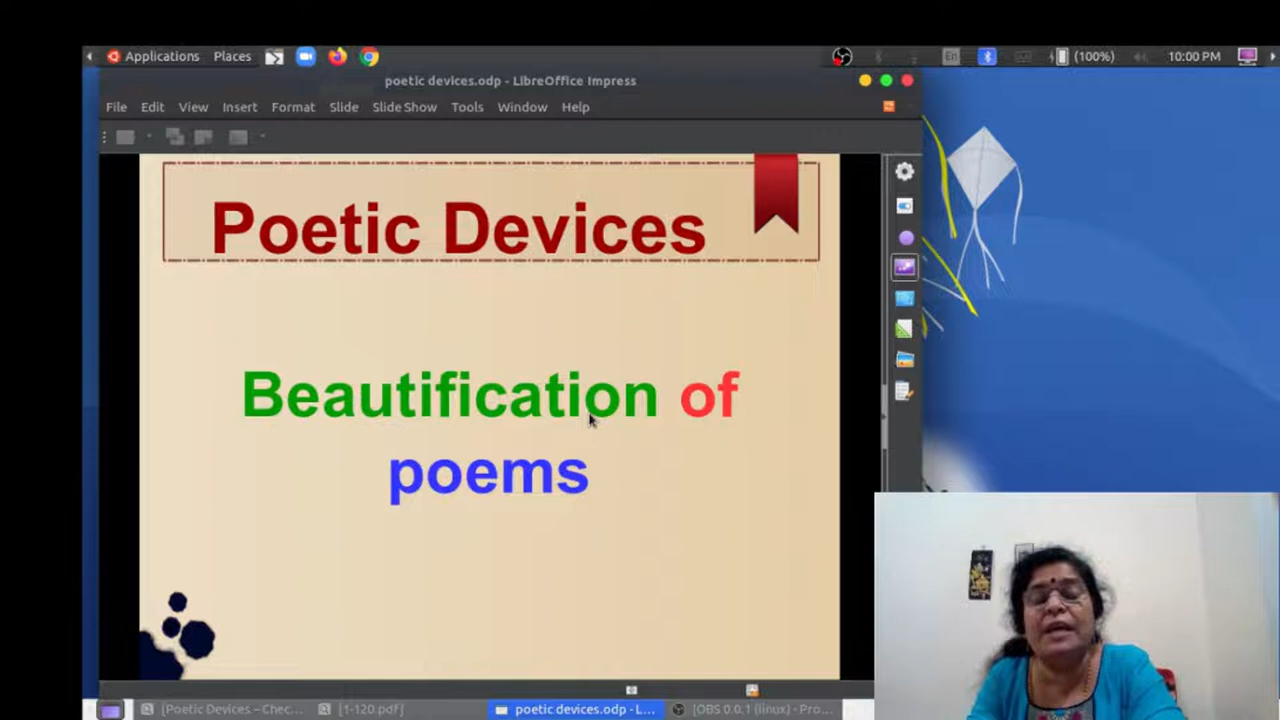 Applications Places
En
(100%)
10:00 PM
poetic devices.odp - LibreOffice Impress
File Edit View Insert Format Slide Slide Show Tools Window Help
Poetic Devices
Beautification of
poems
[Poetic Devices – Chec...
[1-120.pdf]
poetic devices.odp - L...
[OBS 0.0.1 (linux) - Pro...